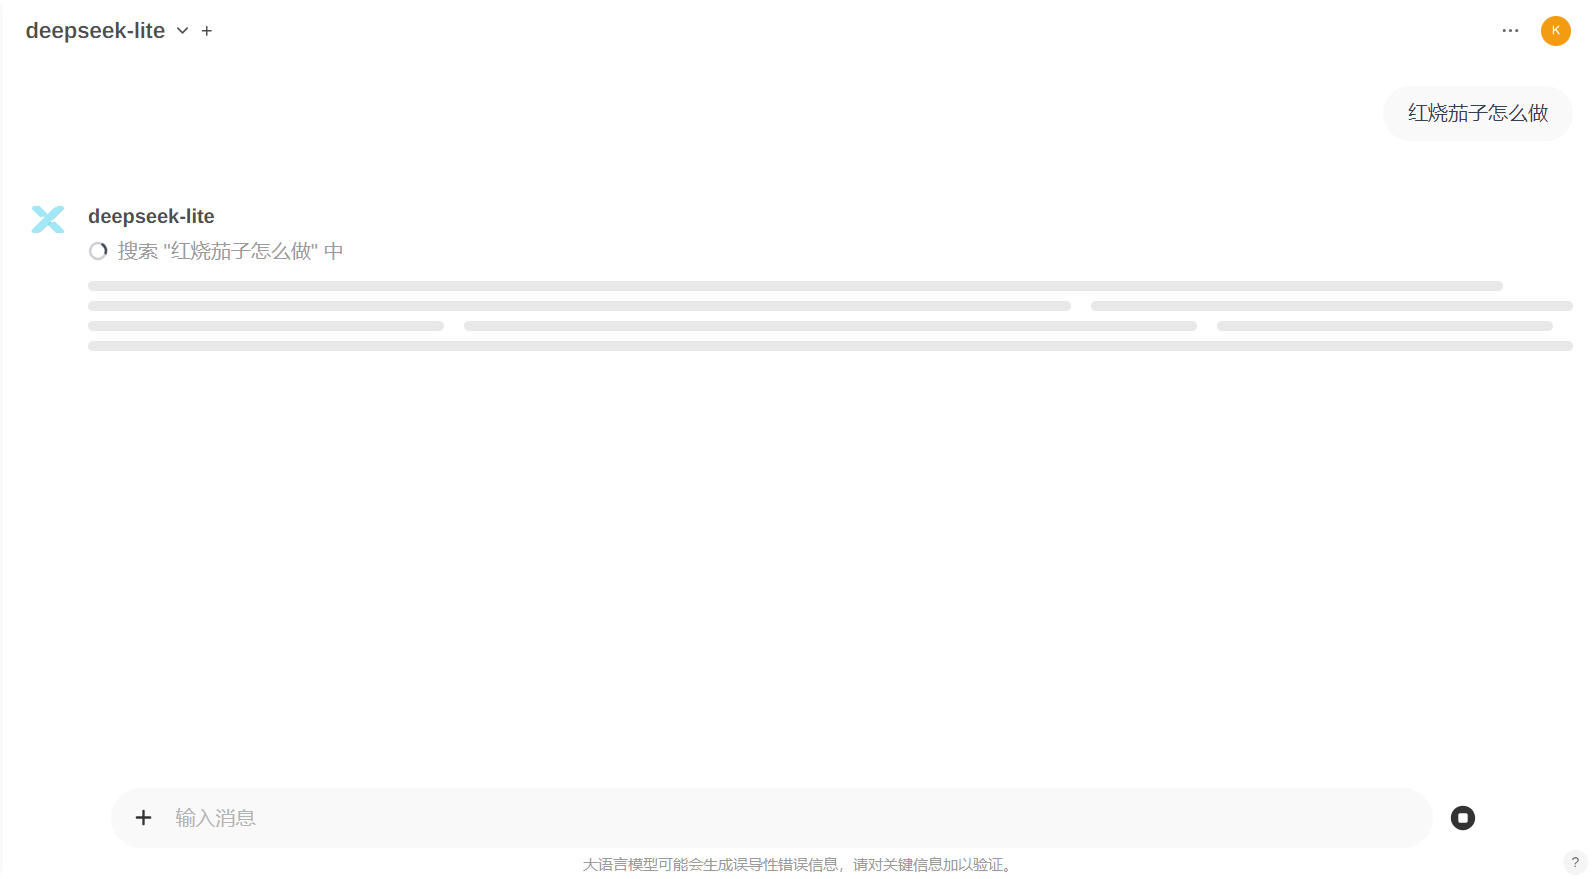 deepseek-lite
K
红烧茄子怎么做
deepseek-lite
搜索 "红烧茄子怎么做" 中
输入消息
大语言模型可能会生成误导性错误信息，请对关键信息加以验证。
?